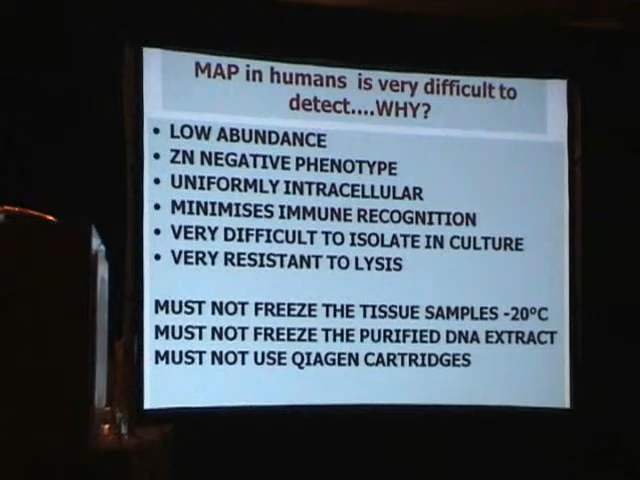 MAP in humans is very difficult to
detect....WHY?
• LOW ABUNDANCE
• ZN NEGATIVE PHENOTYPE
• UNIFORMLY INTRACELLULAR
• MINIMISES IMMUNE RECOGNITION
• VERY DIFFICULT TO ISOLATE IN CULTURE
• VERY RESISTANT TO LYSIS
MUST NOT FREEZE THE TISSUE SAMPLES -20°C
MUST NOT FREEZE THE PURIFIED DNA EXTRACT
MUST NOT USE QIAGEN CARTRIDGES